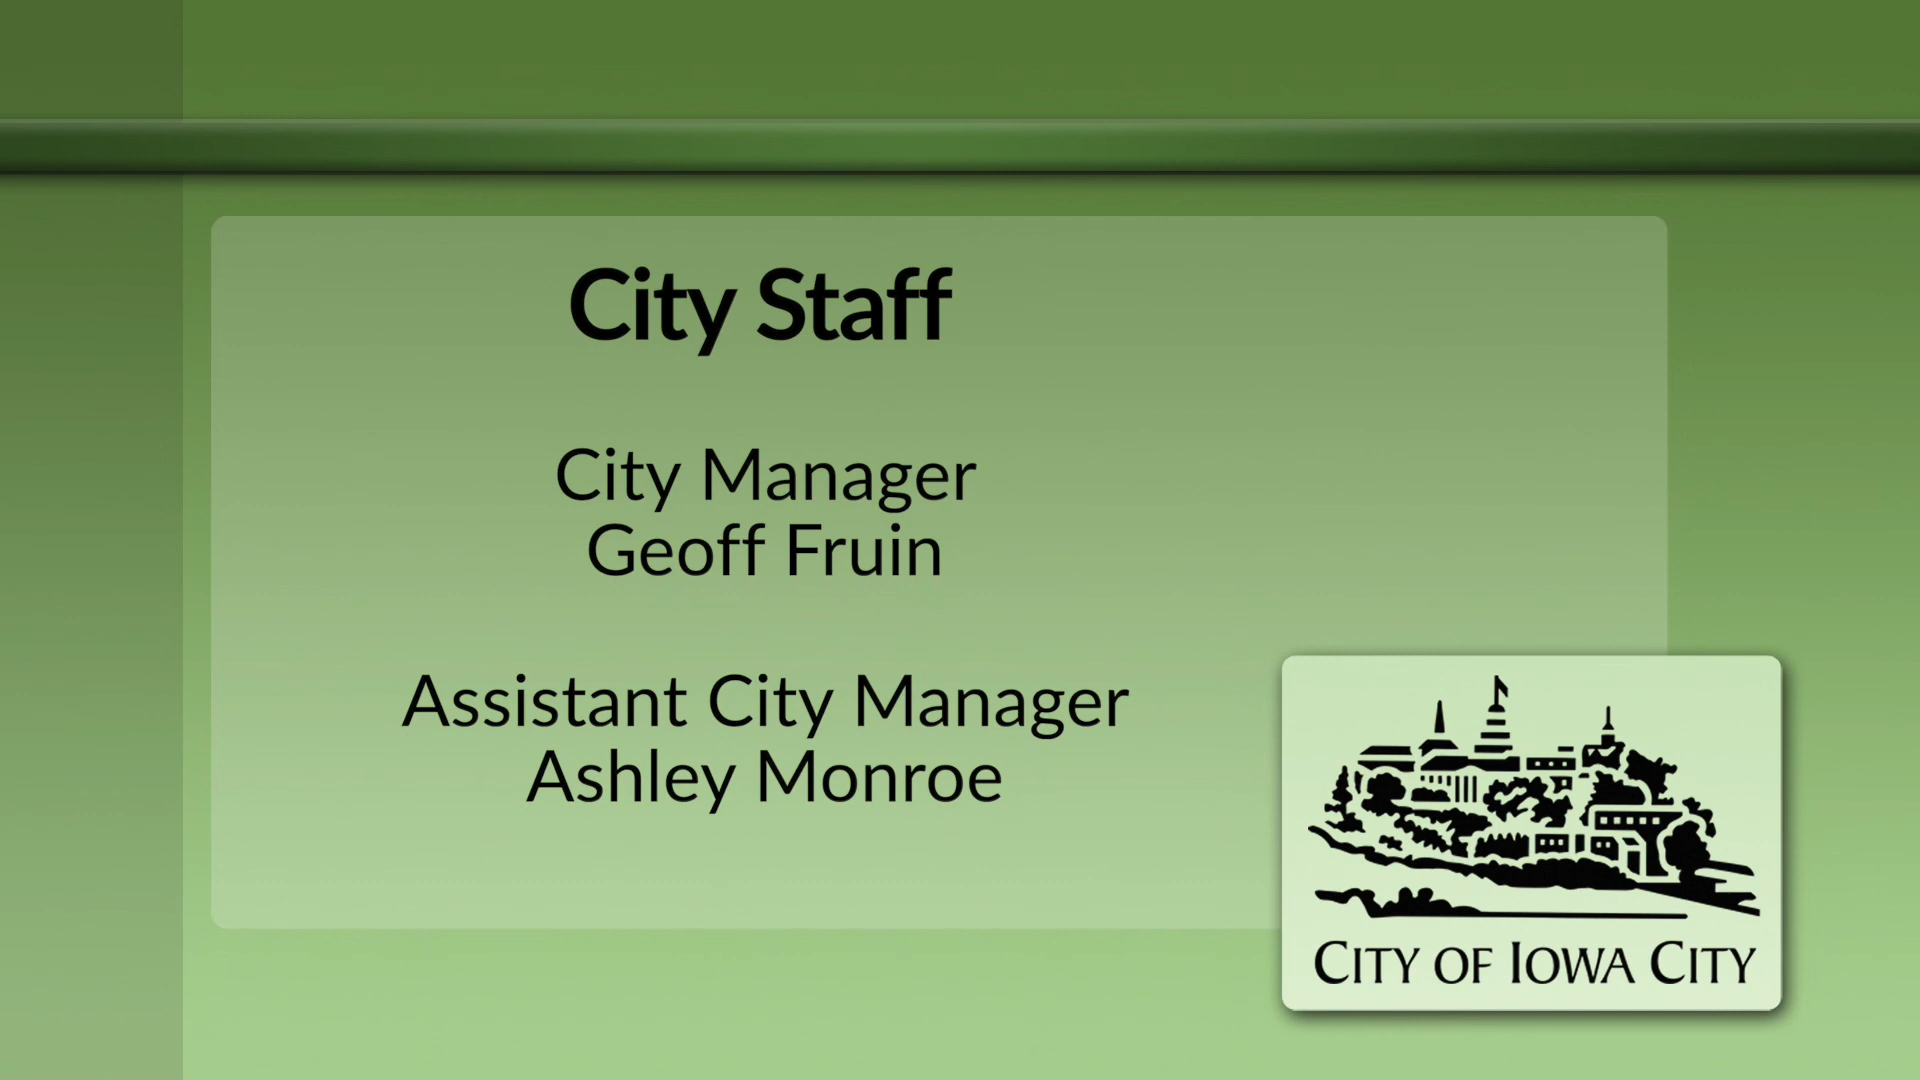 City Staff
City Manager
Geoff Fruin
Assistant City Manager
Ashley Monroe
CITY OF IOWA CITY